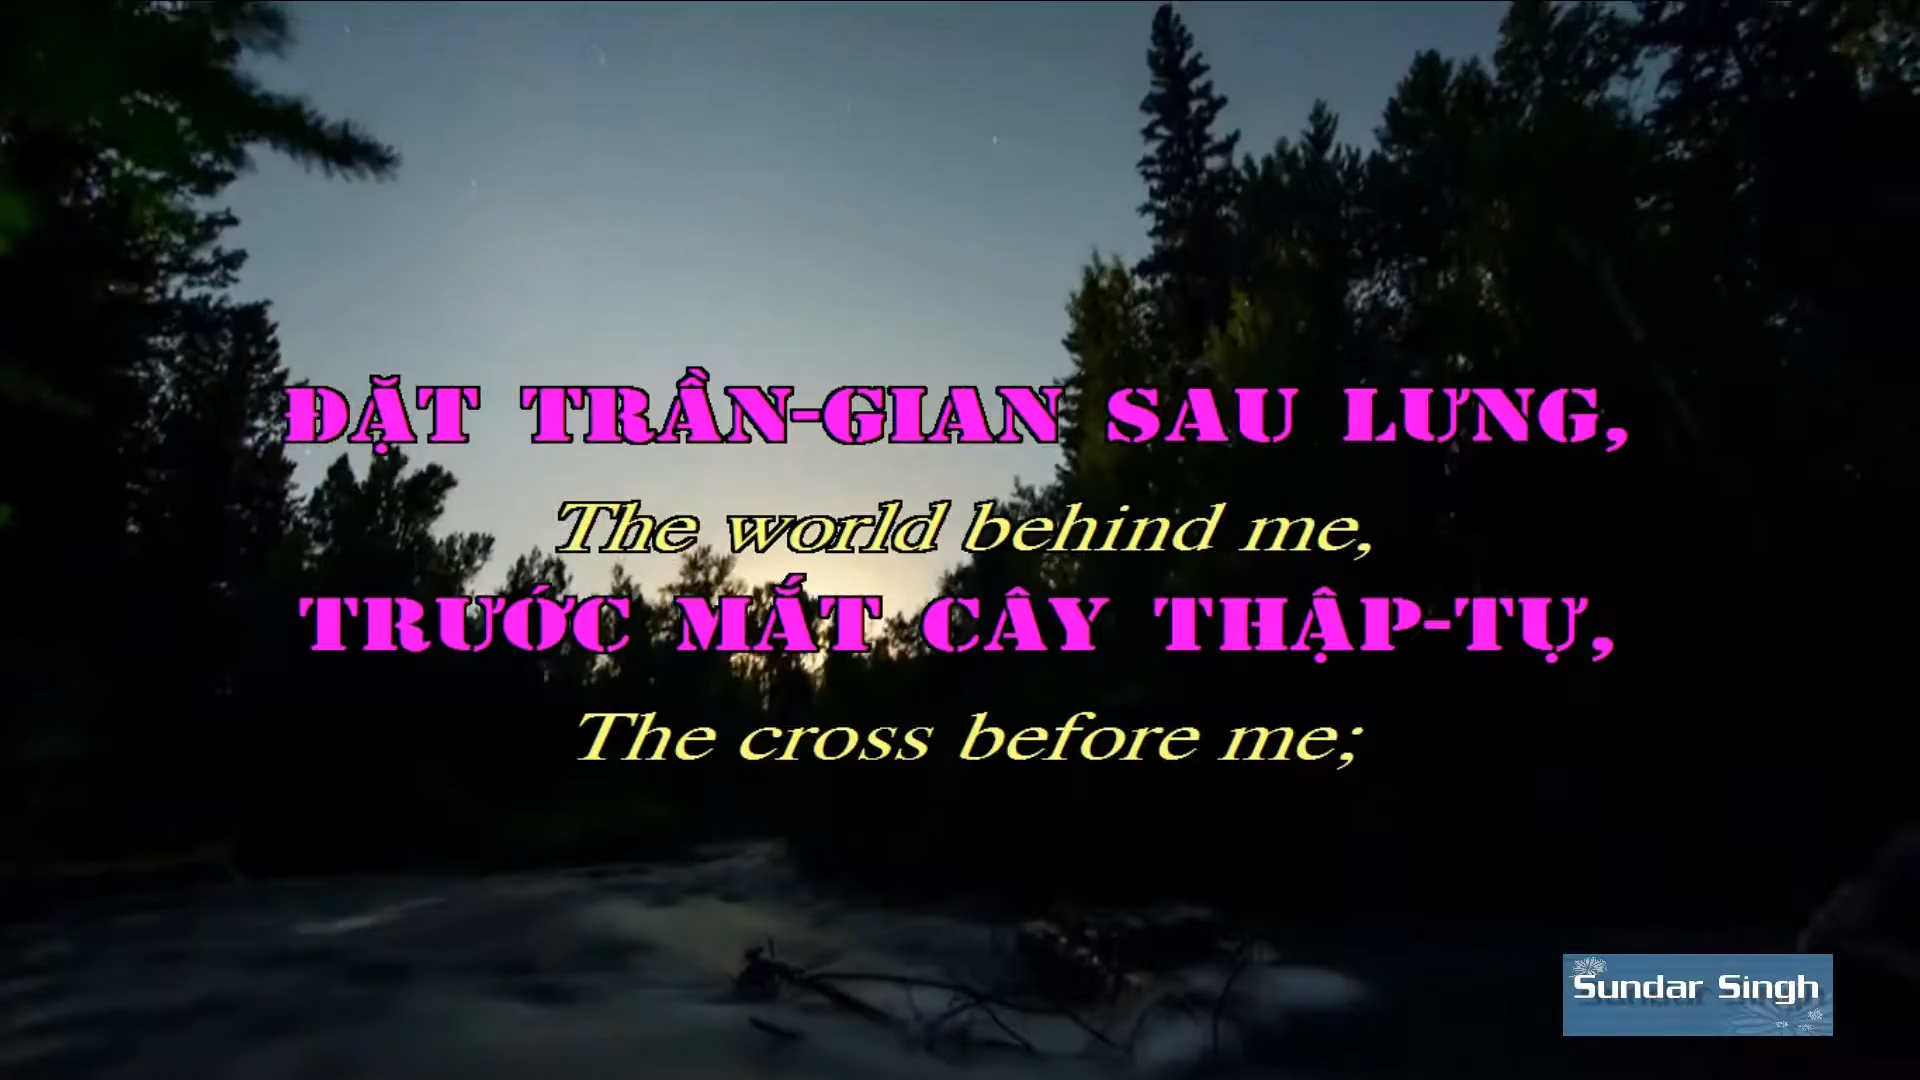 ĐẶT TRẦN-GIAN SAU LƯNG,
The world behind me,
TRƯỚC MẮT CÂY THẬP-TỰ,
The cross before me;
Sundar Singh